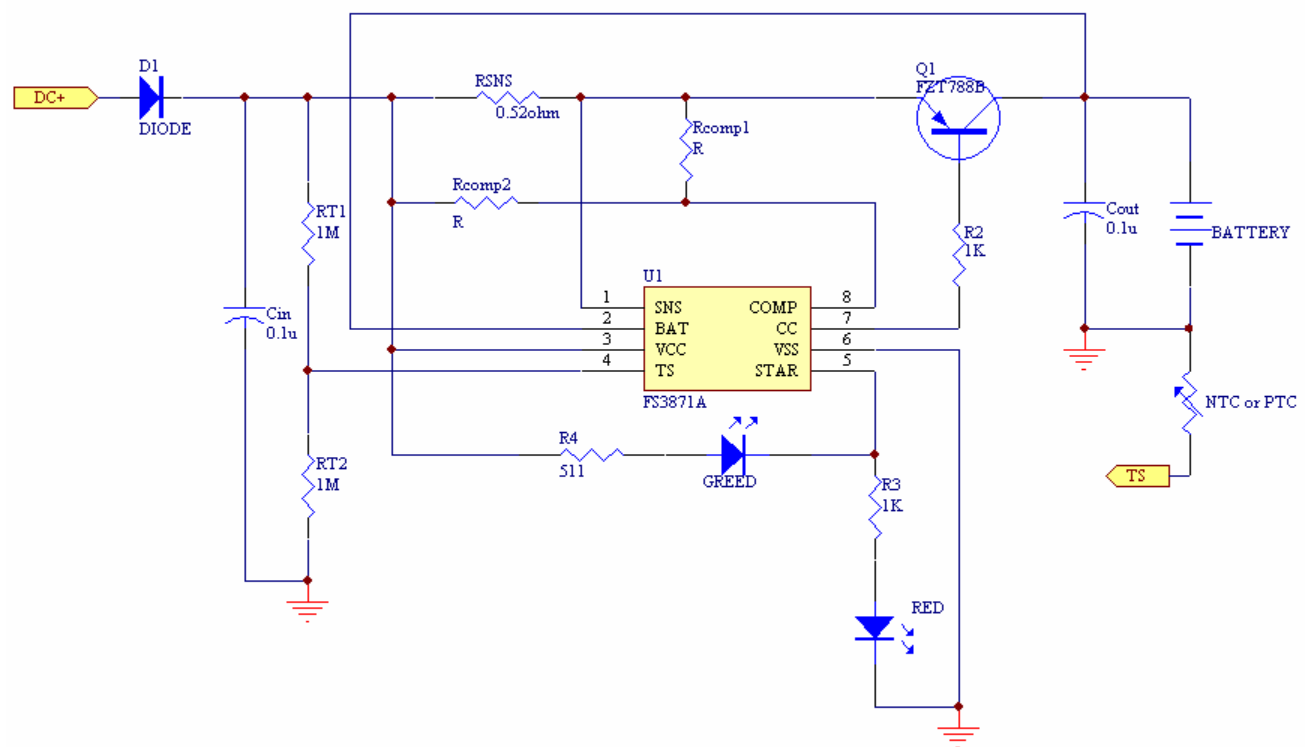 D1
DC+
DIODE
RSNS
0.52ohm
Q1
FZT788B
Rcomp1
R
Rcomp2
R
RT1
1M
R2
1K
Cout
0.1u
BATTERY
Cin
0.1u
U1
1 SNS COMP 8
2 BAT CC 7
3 VCC VSS 6
4 TS STAR 5
FS3871A
NTC or PTC
R4
511
GREED
RT2
1M
R3
1K
TS
RED